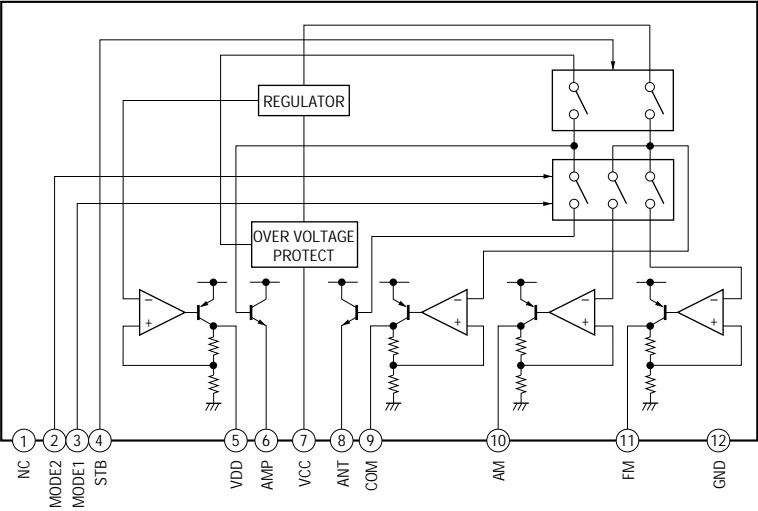 REGULATOR
OVER VOLTAGE
PROTECT
− + − + − + − +
1 2 3 4 5 6 7 8 9 10 11 12
NC MODE2 MODE1 STB VDD AMP VCC ANT COM AM FM GND